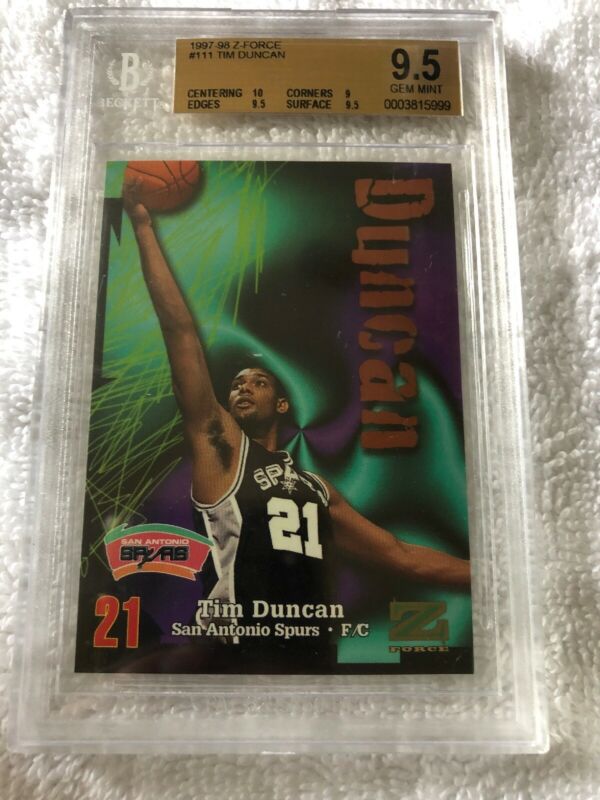 1997-98 Z-FORCE
#111 TIM DUNCAN
CENTERING 10 CORNERS 9
EDGES 9.5 SURFACE 9.5
9.5
GEM MINT
0003815999
B
BECKETT
Duncan
SPURS
21
SAN ANTONIO
SPURS
21
Tim Duncan
San Antonio Spurs · F/C
Z
FORCE